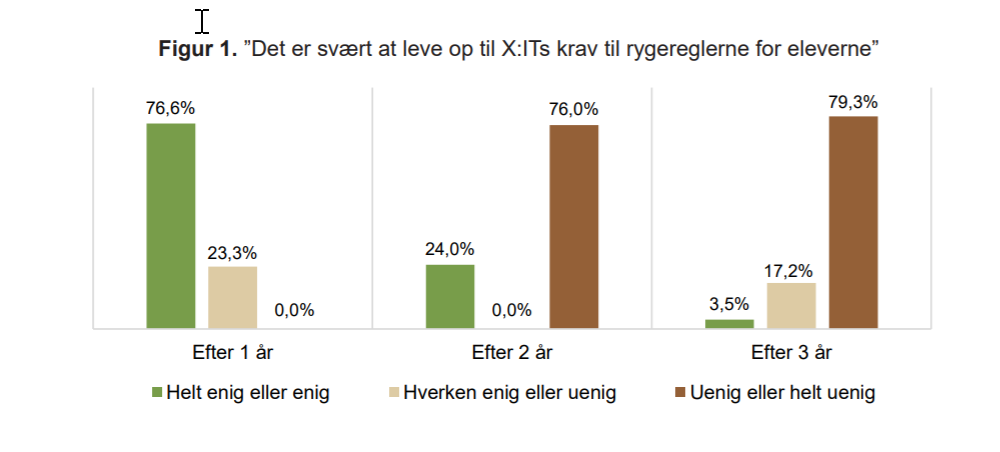 Figur 1. ”Det er svært at leve op til X:ITs krav til rygereglerne for eleverne”
76,6%
23,3%
0,0%
24,0%
0,0%
76,0%
3,5%
17,2%
79,3%
Efter 1 år
Efter 2 år
Efter 3 år
Helt enig eller enig
Hverken enig eller uenig
Uenig eller helt uenig